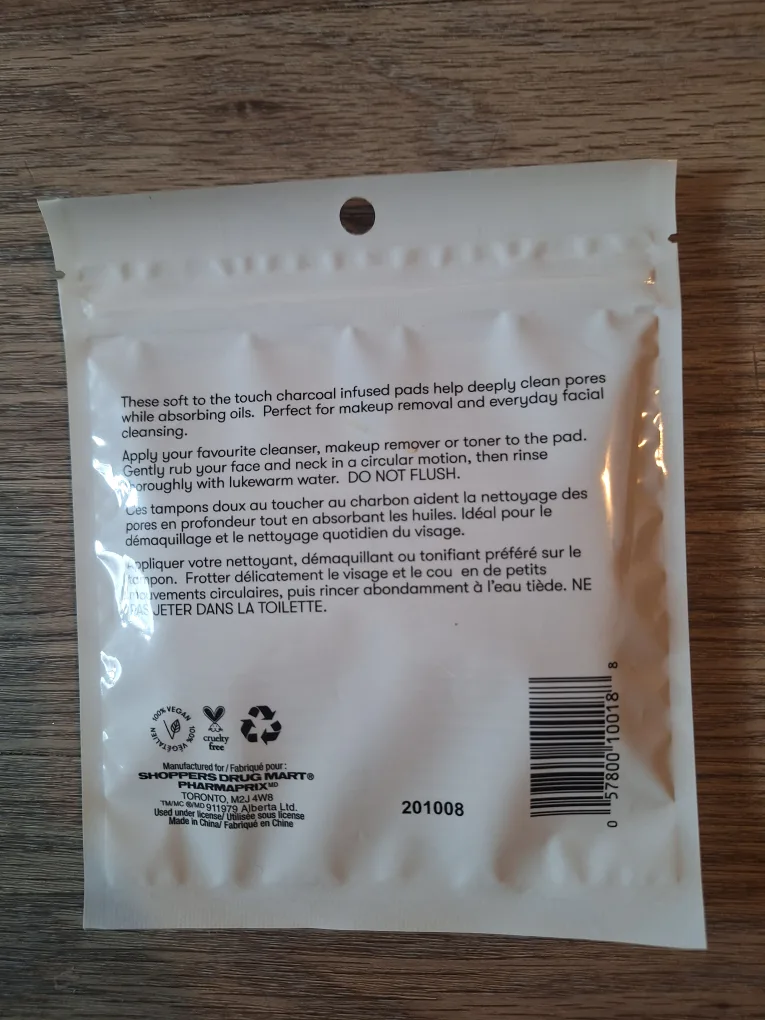 These soft to the touch charcoal infused pads help deeply clean pores
while absorbing oils. Perfect for makeup removal and everyday facial
cleansing.
Apply your favourite cleanser, makeup remover or toner to the pad.
Gently rub your face and neck in a circular motion, then rinse
thoroughly with lukewarm water. DO NOT FLUSH.
Ces tampons doux au toucher au charbon aident la nettoyage des
pores en profondeur tout en absorbant les huiles. Idéal pour le
démaquillage et le nettoyage quotidien du visage.
Appliquer votre nettoyant, démaquillant ou tonifiant préféré sur le
tampon. Frotter délicatement le visage et le cou en de petits
mouvements circulaires, puis rincer abondamment à l'eau tiède. NE
PAS JETER DANS LA TOILETTE.
100% VEGAN
100% VÉGÉTALIEN
cruelty
free
Manufactured for / Fabriqué pour :
SHOPPERS DRUG MART®
PHARMAPRIX MD
TORONTO, M2J 4W8
TM/MC ®/MD 911979 Alberta Ltd.
Used under license/ Utilisée sous license
Made in China/ Fabriqué en Chine
201008
0 57800 10018 8